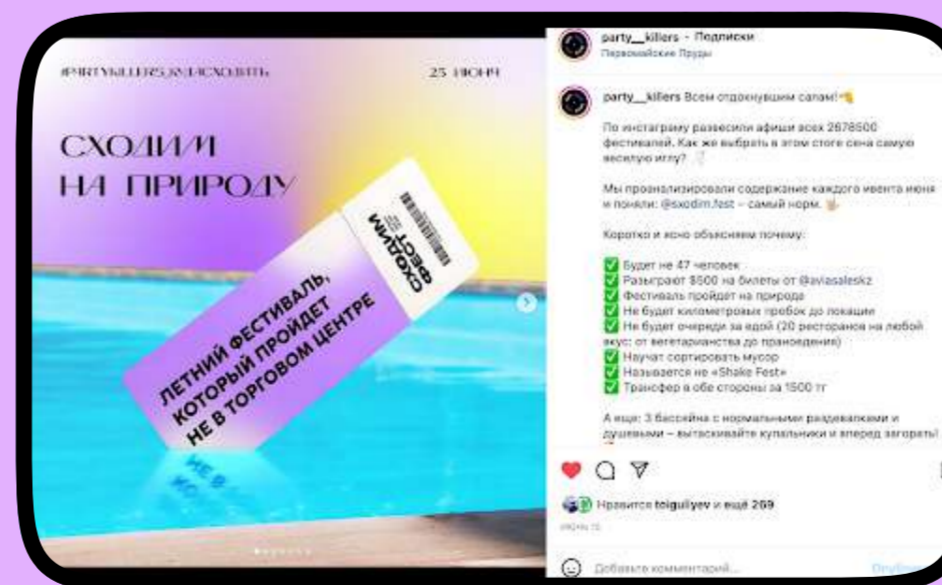 #PARTYKILLERS_КУДАСХОДИТЬ
25 ИЮНЯ
СХОДИМ
НА ПРИРОДУ
СХОДИМ
ФЕСТ
ЛЕТНИЙ ФЕСТИВАЛЬ,
КОТОРЫЙ ПРОЙДЕТ
НЕ В ТОРГОВОМ ЦЕНТРЕ
party__killers • Подписки
Первомайские Пруды
party__killers Всем отдохнувшим салам!
По инстаграму развесили афиши всех 2678500
фестивалей. Как же выбрать в этом стоге сена самую
веселую иглу?
Мы проанализировали содержание каждого ивента июня
и поняли: @sxodim.fest – самый норм.
Коротко и ясно объясняем почему:
✅ Будет не 47 человек
✅ Разыграют $500 на билеты от @aviasaleskz
✅ Фестиваль пройдет на природе
✅ Не будет километровых пробок до локации
✅ Не будет очереди за едой (20 ресторанов на любой
вкус: от вегетарианства до праноедения)
✅ Научат сортировать мусор
✅ Называется не «Shake Fest»
✅ Трансфер в обе стороны за 1500 тг
А еще: 3 бассейна с нормальными раздевалками и
душевыми – вытаскивайте купальники и вперед загорать!
Нравится toiguliyev и ещё 269
Добавьте комментарий...